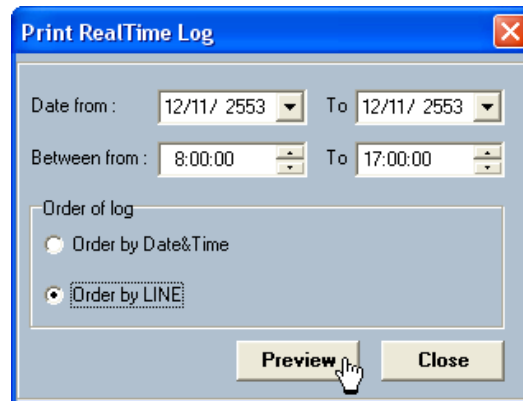 Print RealTime Log
Date from : 12/11/ 2553 To 12/11/ 2553
Between from : 8:00:00 To 17:00:00
Order of log
Order by Date&Time
Order by LINE
Preview Close